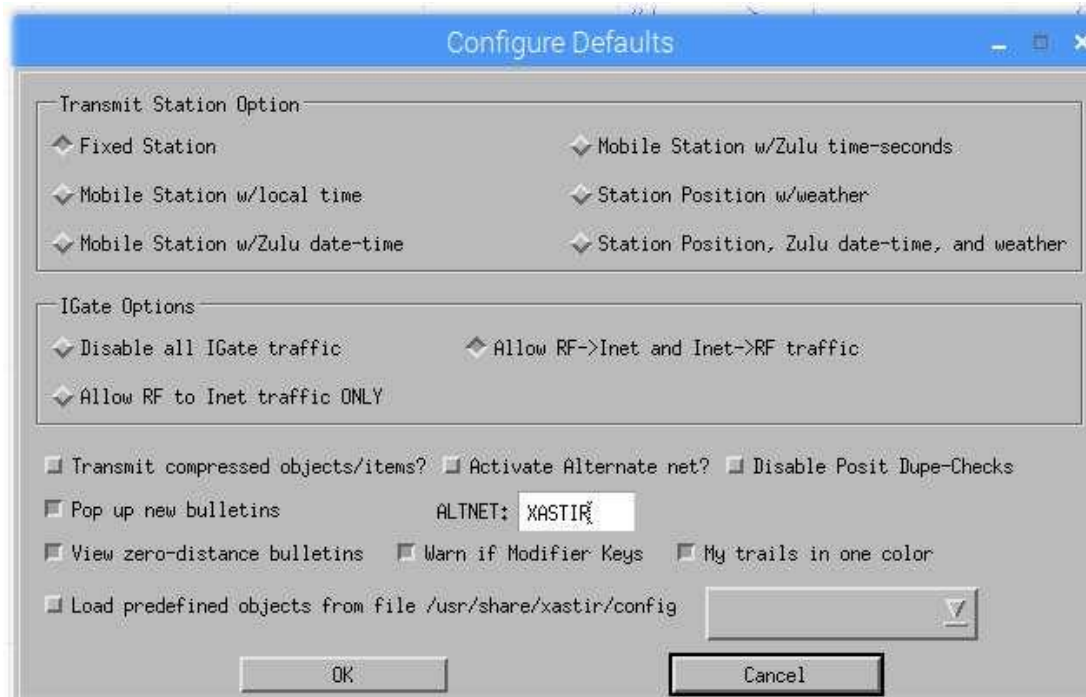 Configure Defaults
Transmit Station Option
Fixed Station
Mobile Station w/Zulu time-seconds
Mobile Station w/local time
Station Position w/weather
Mobile Station w/Zulu date-time
Station Position, Zulu date-time, and weather
IGate Options
Disable all IGate traffic
Allow RF->Inet and Inet->RF traffic
Allow RF to Inet traffic ONLY
Transmit compressed objects/items?
Activate Alternate net?
Disable Posit Dupe-Checks
Pop up new bulletins
ALTNET: XASTIR
View zero-distance bulletins
Warn if Modifier Keys
My trails in one color
Load predefined objects from file /usr/share/xastir/config
OK
Cancel